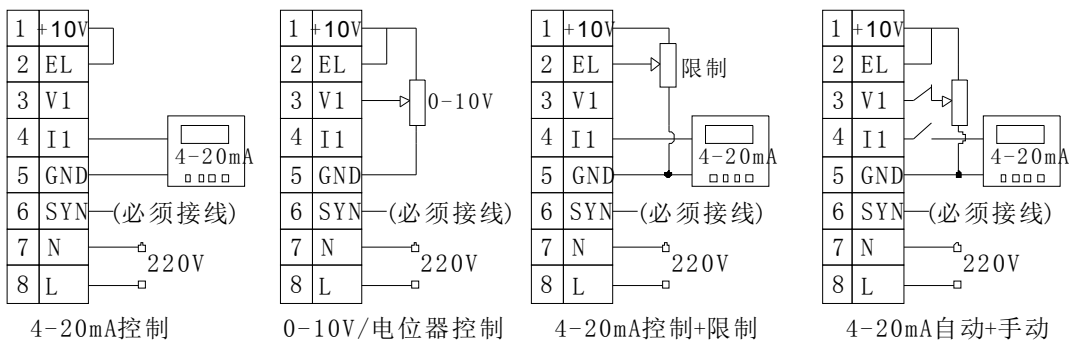 1 +10V
2 EL
3 V1
4 I1
5 GND
6 SYN (必须接线)
7 N
8 L
4-20mA
220V
4-20mA控制
1 +10V
2 EL
3 V1
4 I1
5 GND
6 SYN (必须接线)
7 N
8 L
0-10V
220V
0-10V/电位器控制
1 +10V
2 EL
3 V1
4 I1
5 GND
6 SYN (必须接线)
7 N
8 L
限制
4-20mA
220V
4-20mA控制+限制
1 +10V
2 EL
3 V1
4 I1
5 GND
6 SYN (必须接线)
7 N
8 L
4-20mA
220V
4-20mA自动+手动